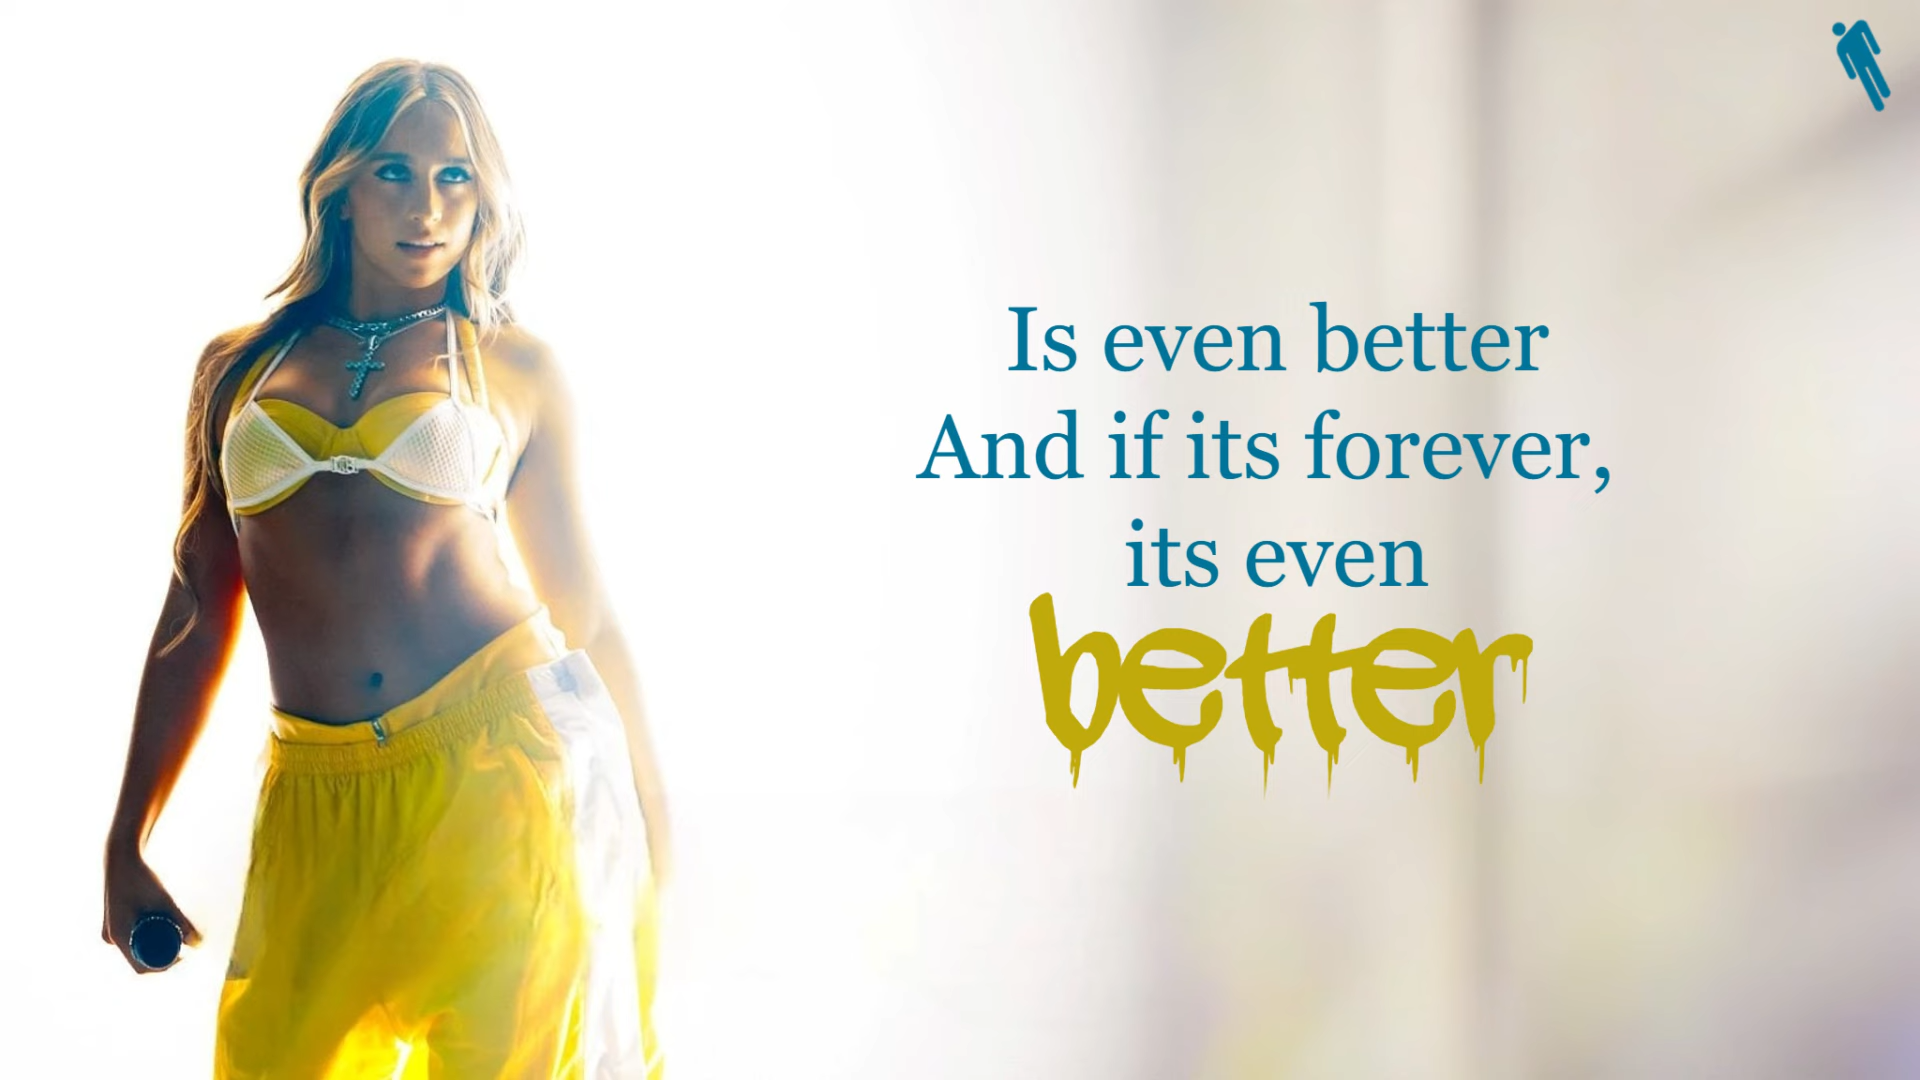 Is even better
And if its forever,
its even
better